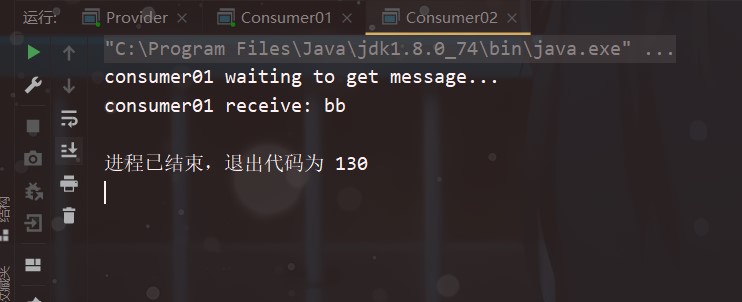 运行: Provider × Consumer01 × Consumer02 ×
"C:\Program Files\Java\jdk1.8.0_74\bin\java.exe" ...
consumer01 waiting to get message...
consumer01 receive: bb
进程已结束，退出代码为 130
结构
收藏夹